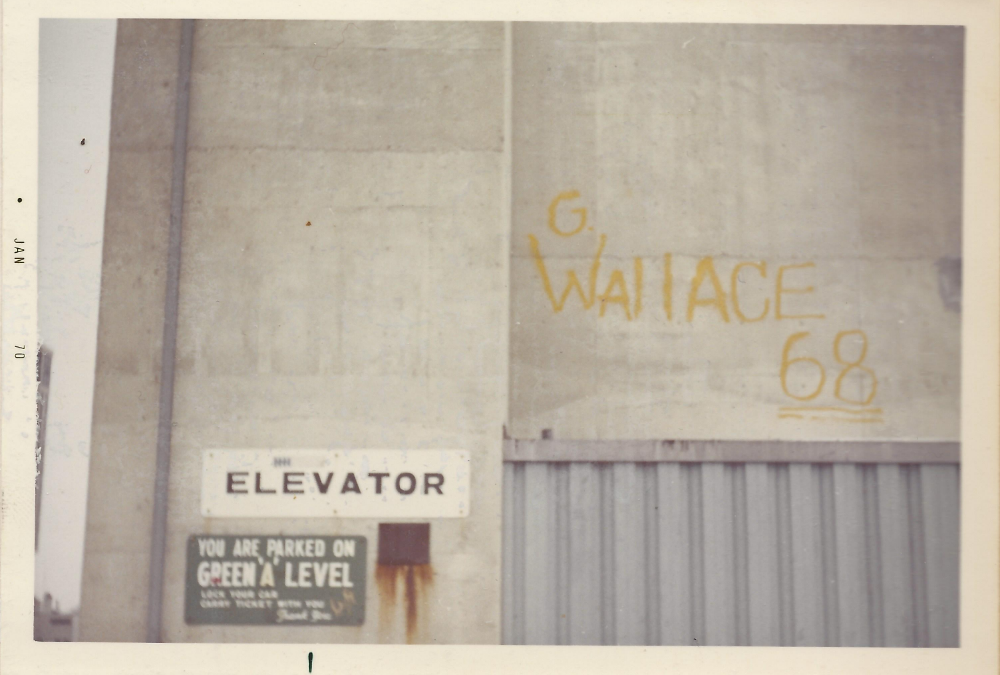 JAN 70
G.
WAllACE
68
ELEVATOR
YOU ARE PARKED ON
GREEN 'A' LEVEL
LOCK YOUR CAR
CARRY TICKET WITH YOU
Thank You